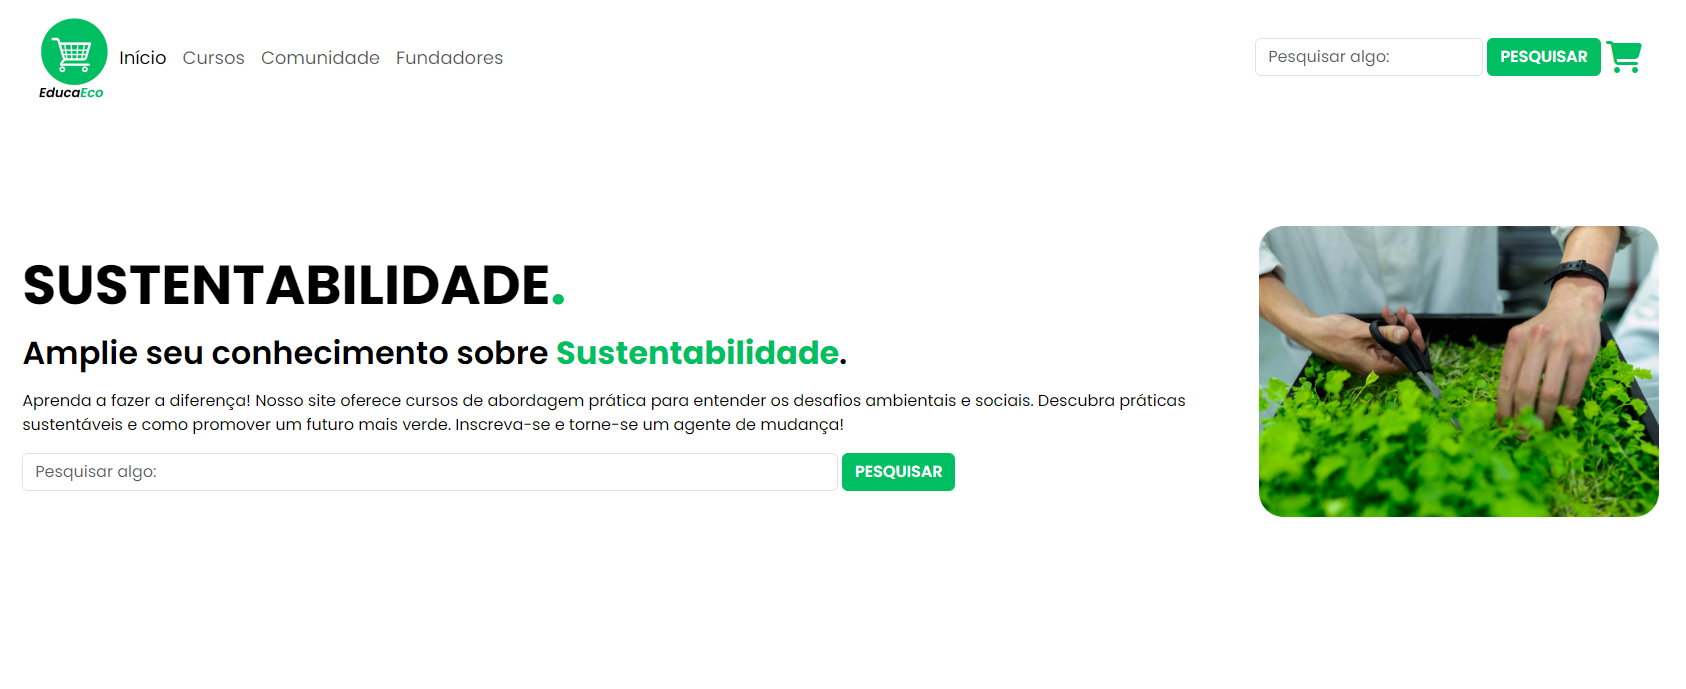 EducaEco
Início Cursos Comunidade Fundadores
Pesquisar algo: PESQUISAR
SUSTENTABILIDADE.
Amplie seu conhecimento sobre Sustentabilidade.
Aprenda a fazer a diferença! Nosso site oferece cursos de abordagem prática para entender os desafios ambientais e sociais. Descubra práticas
sustentáveis e como promover um futuro mais verde. Inscreva-se e torne-se um agente de mudança!
Pesquisar algo: PESQUISAR